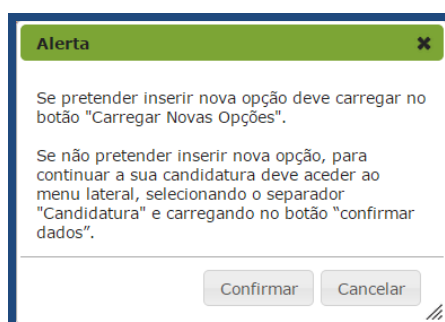 Alerta
Se pretender inserir nova opção deve carregar no
botão "Carregar Novas Opções".
Se não pretender inserir nova opção, para
continuar a sua candidatura deve aceder ao
menu lateral, selecionando o separador
"Candidatura" e carregando no botão “confirmar
dados”.
Confirmar Cancelar